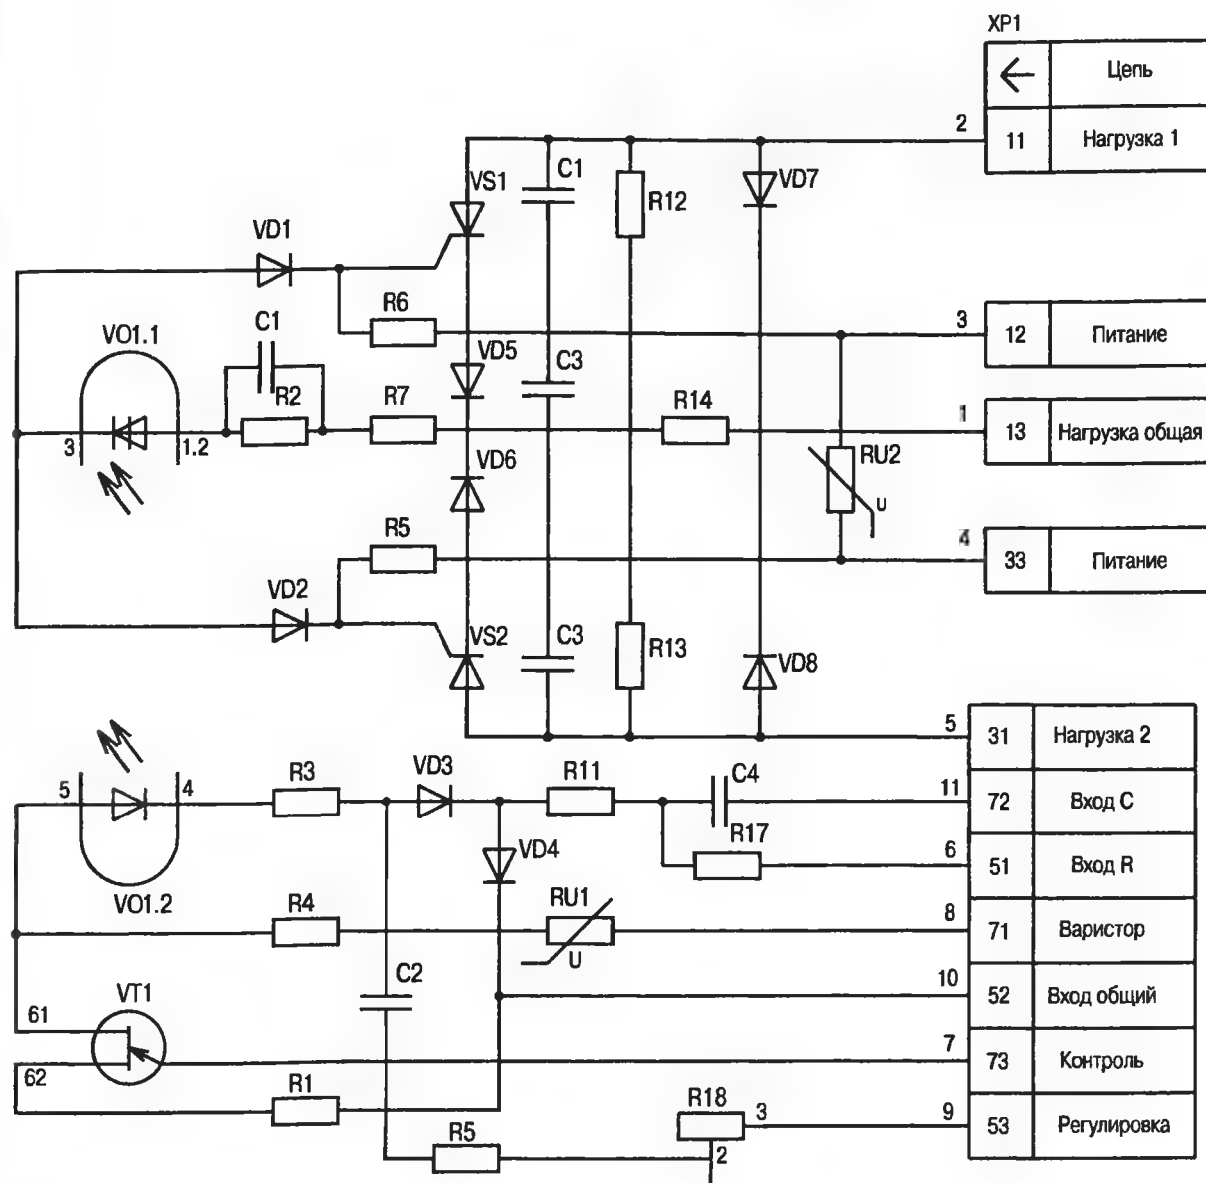 XP1
Цепь
2
11
Нагрузка 1
VS1
C1
R12
VD7
VD1
R6
3
12
Питание
VO1.1
C1
VD5
C3
R2
R7
R14
1
13
Нагрузка общая
3
1.2
VD6
RU2
U
R5
4
33
Питание
VD2
VS2
C3
R13
VD8
5
31
Нагрузка 2
5
4
R3
VD3
R11
C4
11
72
Вход C
R17
6
51
Вход R
VD4
VO1.2
R4
RU1
U
8
71
Варистор
C2
10
52
Вход общий
VT1
61
7
73
Контроль
62
R1
R18
3
9
53
Регулировка
R5
2